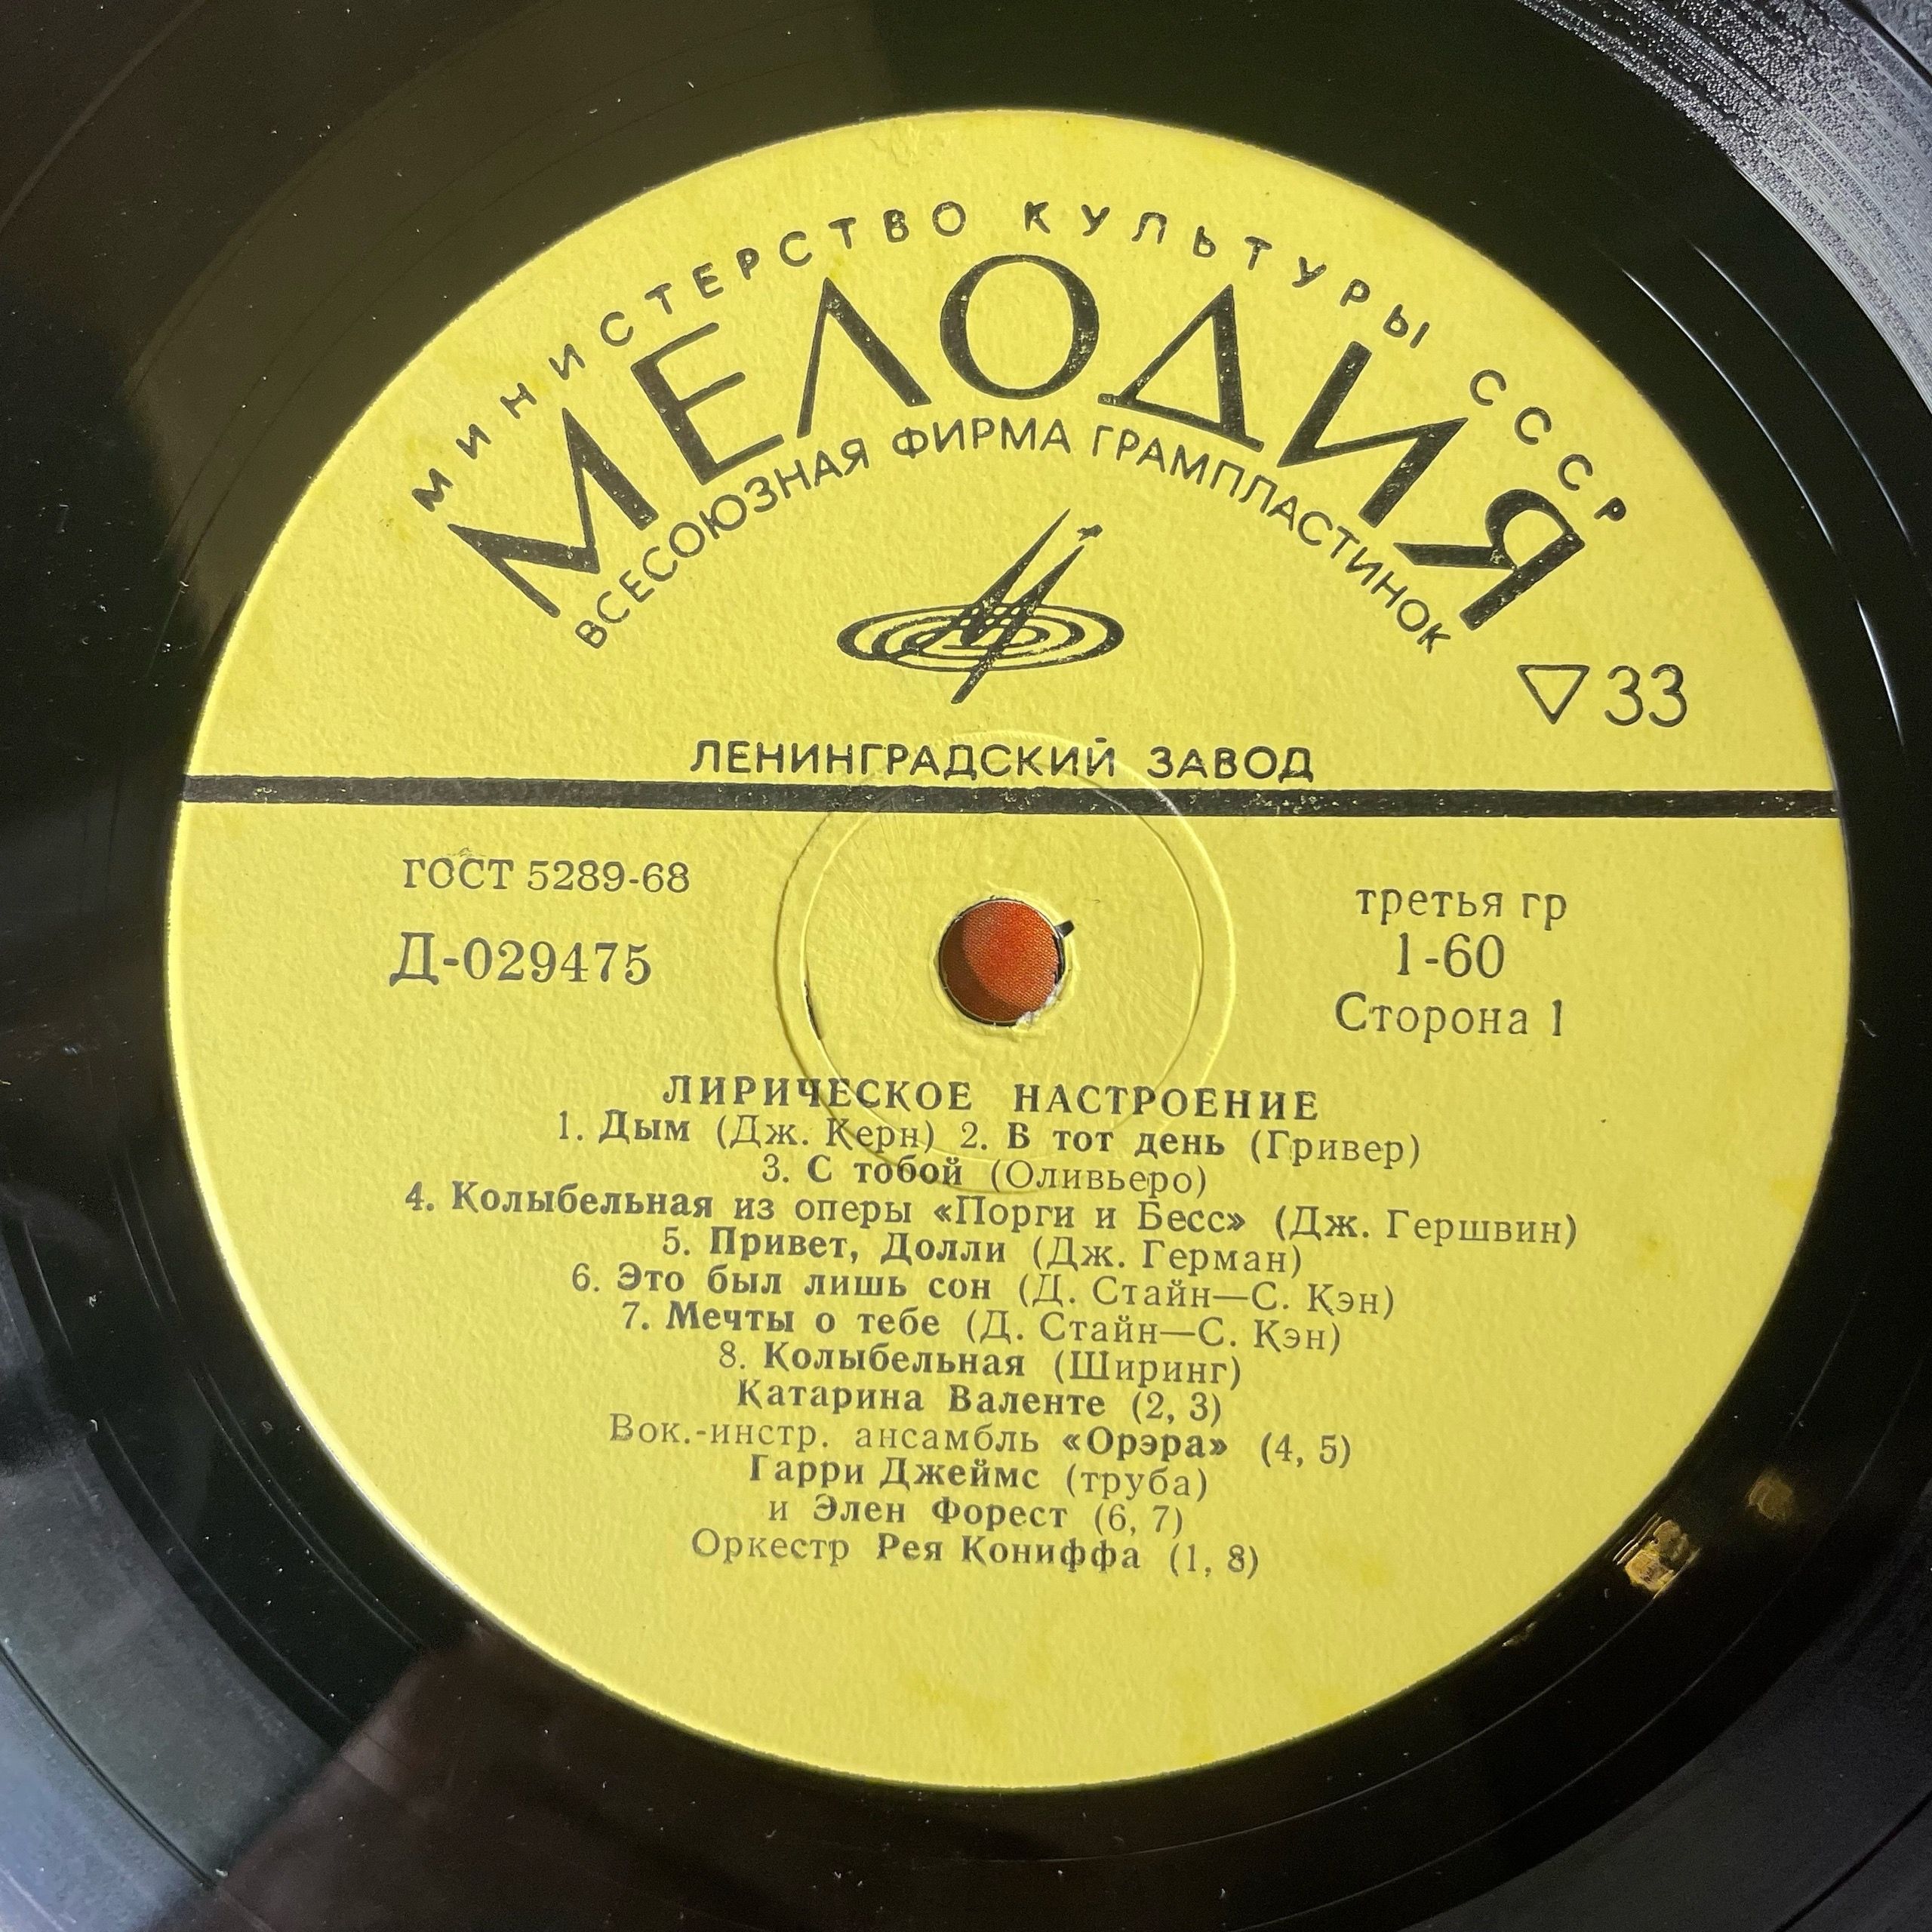 МИНИСТЕРСТВО КУЛЬТУРЫ СССР
МЕЛОДИЯ
ВСЕСОЮЗНАЯ ФИРМА ГРАМПЛАСТИНОК
▽33
ЛЕНИНГРАДСКИЙ ЗАВОД
ГОСТ 5289-68
Д-029475
третья гр
1-60
Сторона 1
ЛИРИЧЕСКОЕ НАСТРОЕНИЕ
1. Дым (Дж. Керн) 2. В тот день (Гривер)
3. С тобой (Оливьеро)
4. Колыбельная из оперы «Порги и Бесс» (Дж. Гершвин)
5. Привет, Долли (Дж. Герман)
6. Это был лишь сон (Д. Стайн—С. Кэн)
7. Мечты о тебе (Д. Стайн—С. Кэн)
8. Колыбельная (Ширинг)
Катарина Валенте (2, 3)
Вок.-инстр. ансамбль «Орэра» (4, 5)
Гарри Джеймс (труба)
и Элен Форест (6, 7)
Оркестр Рея Кониффа (1, 8)